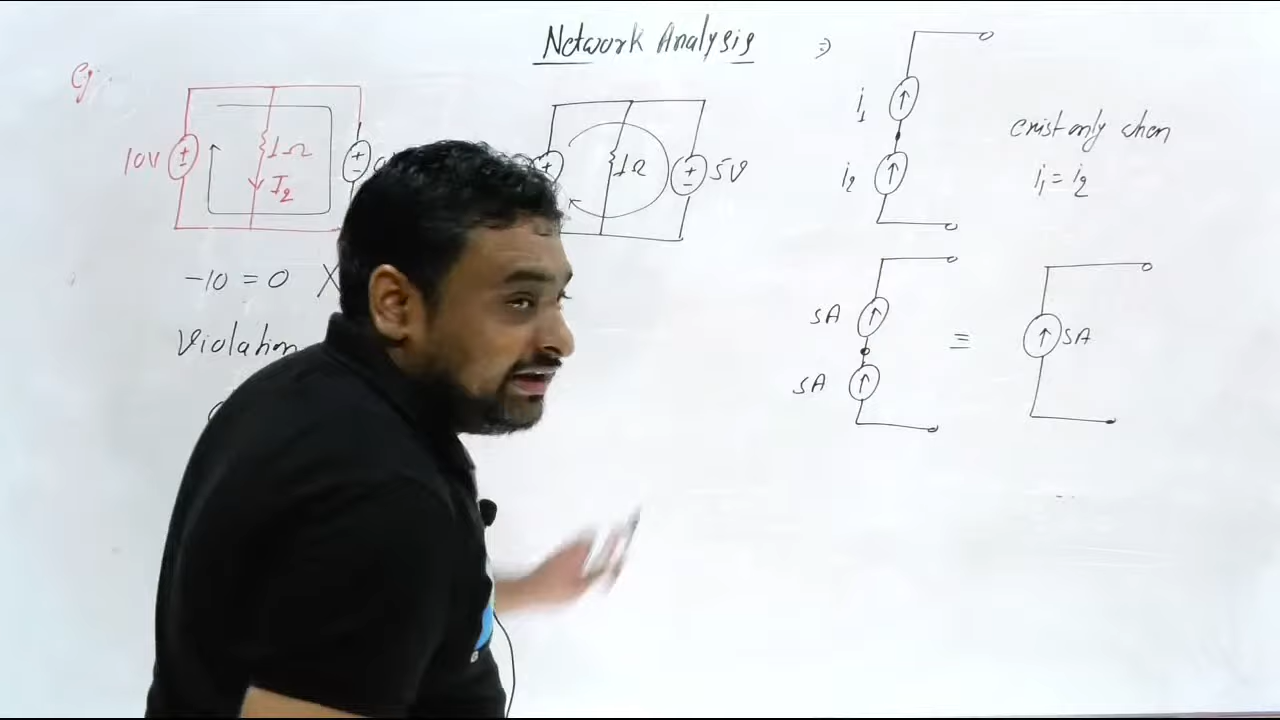 Network Analysis
Eg:
10V
1Ω
I2
-10 = 0 X
Violation
1Ω
5V
⇒
i1
i2
exist only when
i1 = i2
5A
5A
=
5A